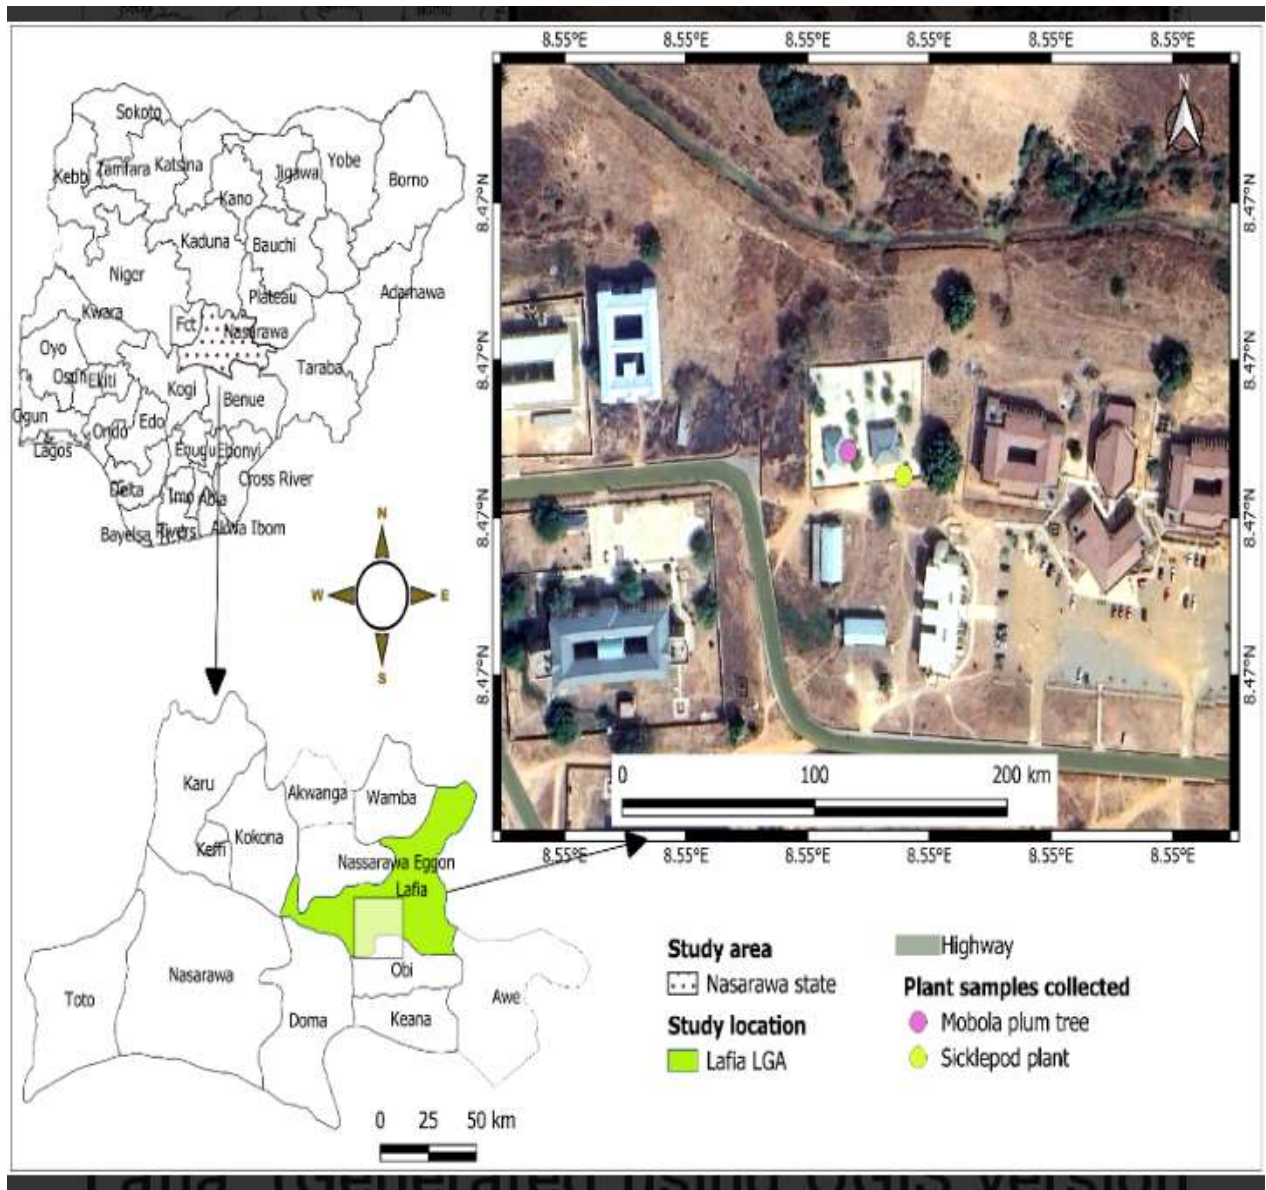 8.55°E 8.55°E 8.55°E 8.55°E 8.55°E 8.55°E
N
8.47°N 8.47°N
8.47°N 8.47°N
8.47°N 8.47°N
8.47°N 8.47°N
0 100 200 km
8.55°E 8.55°E 8.55°E 8.55°E 8.55°E 8.55°E
Sokoto
Kebb
Zamfara
Katsina
Kano
Jigawa
Yobe
Borno
Kaduna
Bauchi
Niger
Plateau
Adamawa
Kwara
Fct
Nasarawa
Oyo
Taraba
Osun
Ekiti
Kogi
Benue
Ogun
Edo
Ondo
Lagos
Enugu
Ebonyi
Cross River
Delta
Imo
Abia
Bayelsa
Rivers
Akwa Ibom
N
W E
S
Karu
Akwanga
Wamba
Kokona
Keffi
Nassarawa Eggon
Lafia
Nasarawa
Obi
Toto
Awe
Doma
Keana
0 25 50 km
Study area
Nasarawa state
Study location
Lafia LGA
Highway
Plant samples collected
Mobola plum tree
Sicklepod plant